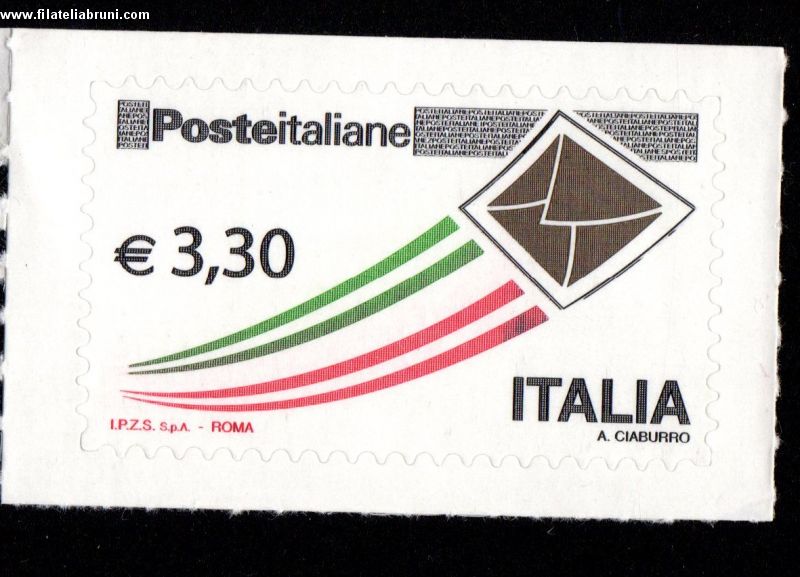 www.filateliabruni.com
Posteitaliane
€ 3,30
ITALIA
I.P.Z.S. S.p.A. - ROMA
A. CIABURRO